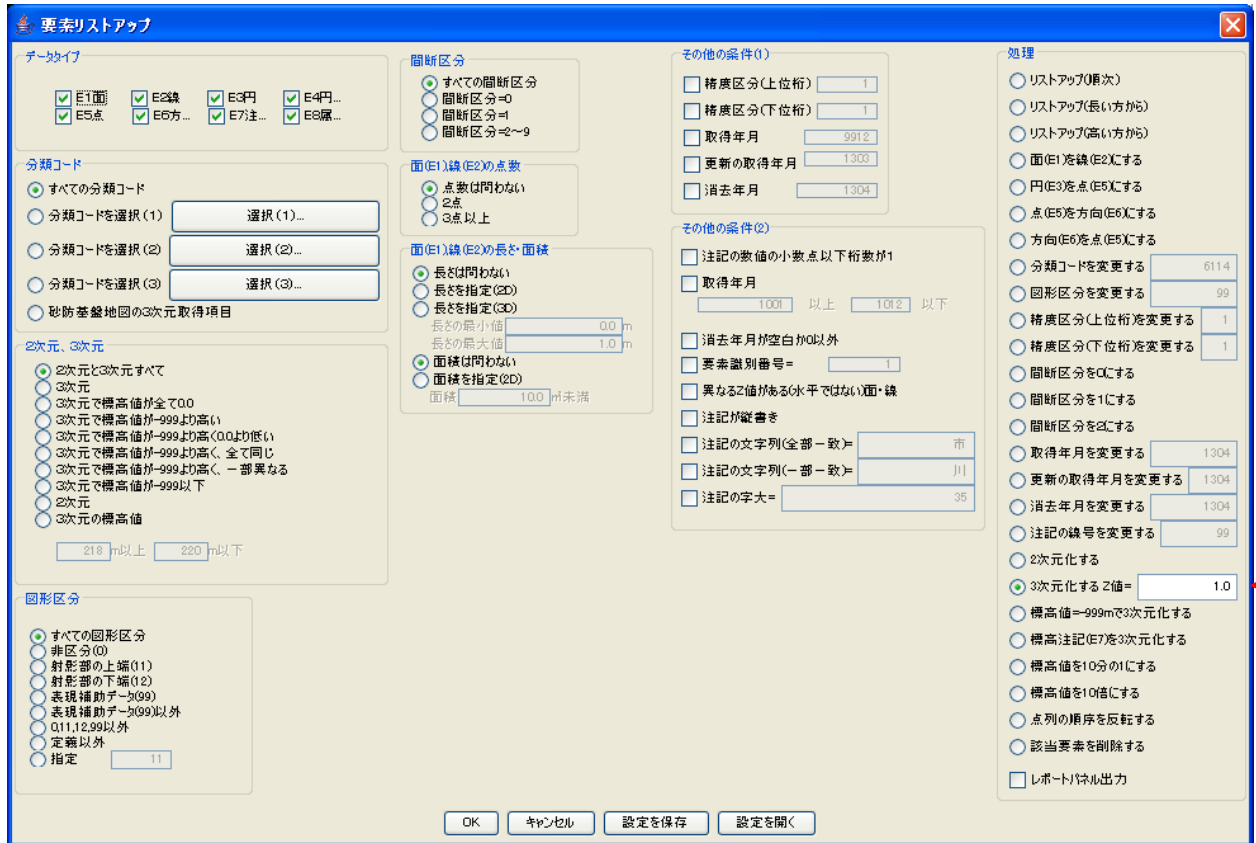 要素リストアップ
データタイプ
E1面 E2線 E3円 E4円...
E5点 E6方... E7注... E8属...
分類コード
すべての分類コード
分類コードを選択(1) 選択(1)...
分類コードを選択(2) 選択(2)...
分類コードを選択(3) 選択(3)...
砂防基盤地図の3次元取得項目
2次元、3次元
2次元と3次元すべて
3次元
3次元で標高値が全て0.0
3次元で標高値が-999より高い
3次元で標高値が-999より高く0.0より低い
3次元で標高値が-999より高く、全て同じ
3次元で標高値が-999より高く、一部異なる
3次元で標高値が-999以下
2次元
3次元の標高値
218 m以上 220 m以下
図形区分
すべての図形区分
非区分(0)
射影部の上端(11)
射影部の下端(12)
表現補助データ(99)
表現補助データ(99)以外
0,11,12,99以外
定義以外
指定 11
間断区分
すべての間断区分
間断区分=0
間断区分=1
間断区分=2～9
面(E1),線(E2)の点数
点数は問わない
2点
3点以上
面(E1),線(E2)の長さ・面積
長さは問わない
長さを指定(2D)
長さを指定(3D)
長さの最小値 0.0 m
長さの最大値 1.0 m
面積は問わない
面積を指定(2D)
面積 10.0 ㎡未満
その他の条件(1)
精度区分(上位桁) 1
精度区分(下位桁) 1
取得年月 9912
更新の取得年月 1303
消去年月 1304
その他の条件(2)
注記の数値の小数点以下桁数が1
取得年月
1001 以上 1012 以下
消去年月が空白か0以外
要素識別番号= 1
異なるZ値がある(水平ではない)面・線
注記が縦書き
注記の文字列(全部一致)= 市
注記の文字列(一部一致)= 川
注記の字大= 35
処理
リストアップ(順次)
リストアップ(長い方から)
リストアップ(高い方から)
面(E1)を線(E2)にする
円(E3)を点(E5)にする
点(E5)を方向(E6)にする
方向(E6)を点(E5)にする
分類コードを変更する 6114
図形区分を変更する 99
精度区分(上位桁)を変更する 1
精度区分(下位桁)を変更する 1
間断区分を0にする
間断区分を1にする
間断区分を2にする
取得年月を変更する 1304
更新の取得年月を変更する 1304
消去年月を変更する 1304
注記の線号を変更する 99
2次元化する
3次元化する Z値= 1.0
標高値=-999mで3次元化する
標高注記(E7)を3次元化する
標高値を10分の1にする
標高値を10倍にする
点列の順序を反転する
該当要素を削除する
レポートパネル出力
OK キャンセル 設定を保存 設定を開く